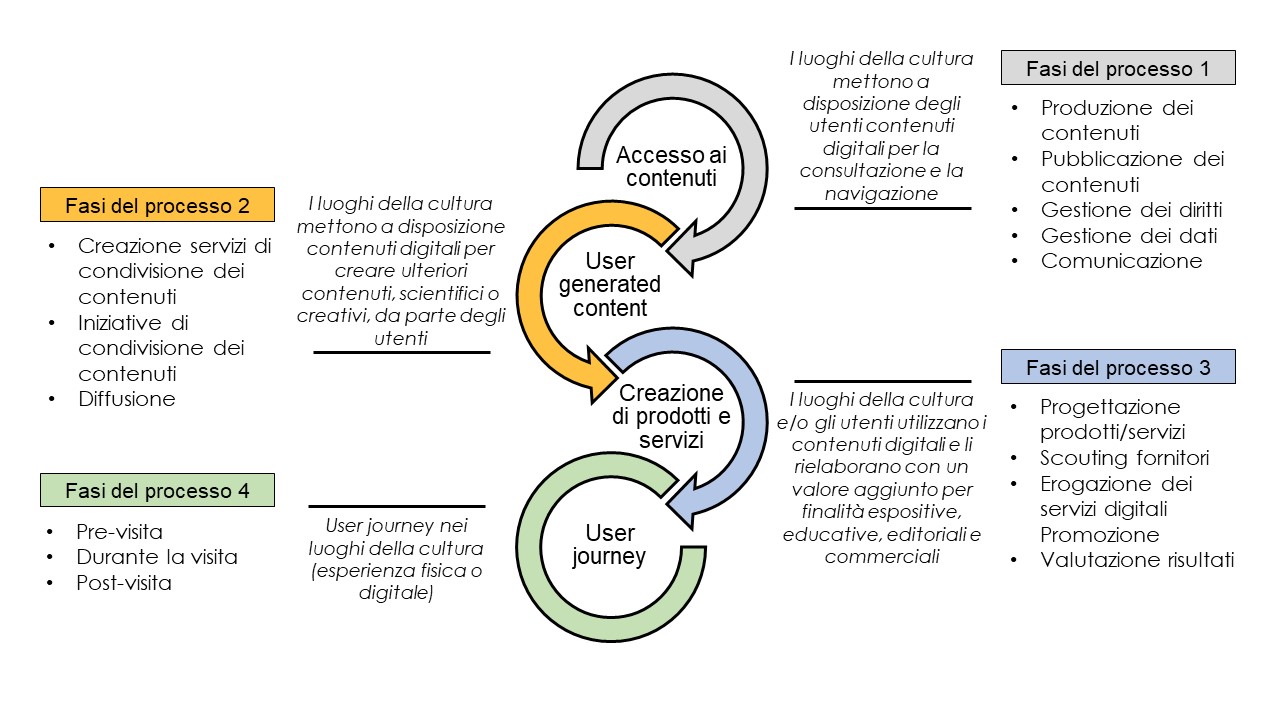 Accesso ai
contenuti
I luoghi della cultura
mettono a
disposizione degli
utenti contenuti
digitali per la
consultazione e la
navigazione
Fasi del processo 1
• Produzione dei
contenuti
• Pubblicazione dei
contenuti
• Gestione dei diritti
• Gestione dei dati
• Comunicazione
Fasi del processo 2
• Creazione servizi di
condivisione dei
contenuti
• Iniziative di
condivisione dei
contenuti
• Diffusione
I luoghi della cultura
mettono a disposizione
contenuti digitali per
creare ulteriori
contenuti, scientifici o
creativi, da parte degli
utenti
User
generated
content
Creazione
di prodotti e
servizi
I luoghi della cultura
e/o gli utenti utilizzano i
contenuti digitali e li
rielaborano con un
valore aggiunto per
finalità espositive,
educative, editoriali e
commerciali
Fasi del processo 3
• Progettazione
prodotti/servizi
• Scouting fornitori
• Erogazione dei
servizi digitali
Promozione
• Valutazione risultati
Fasi del processo 4
• Pre-visita
• Durante la visita
• Post-visita
User journey nei
luoghi della cultura
(esperienza fisica o
digitale)
User
journey